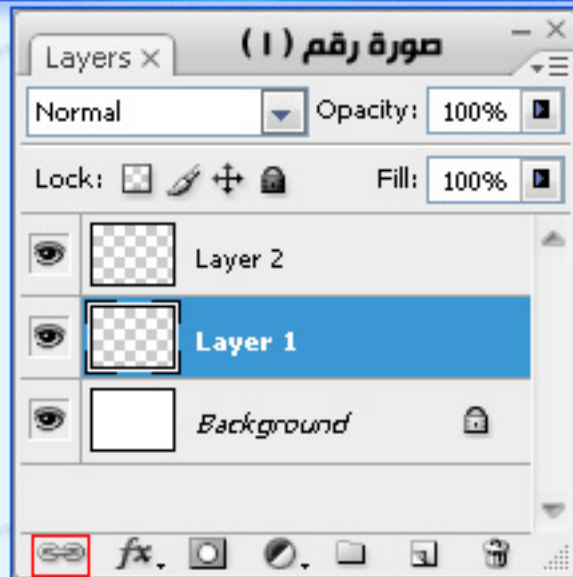 صورة رقم (١)
Layers
Normal Opacity: 100%
Lock: Fill: 100%
Layer 2
Layer 1
Background
fx.